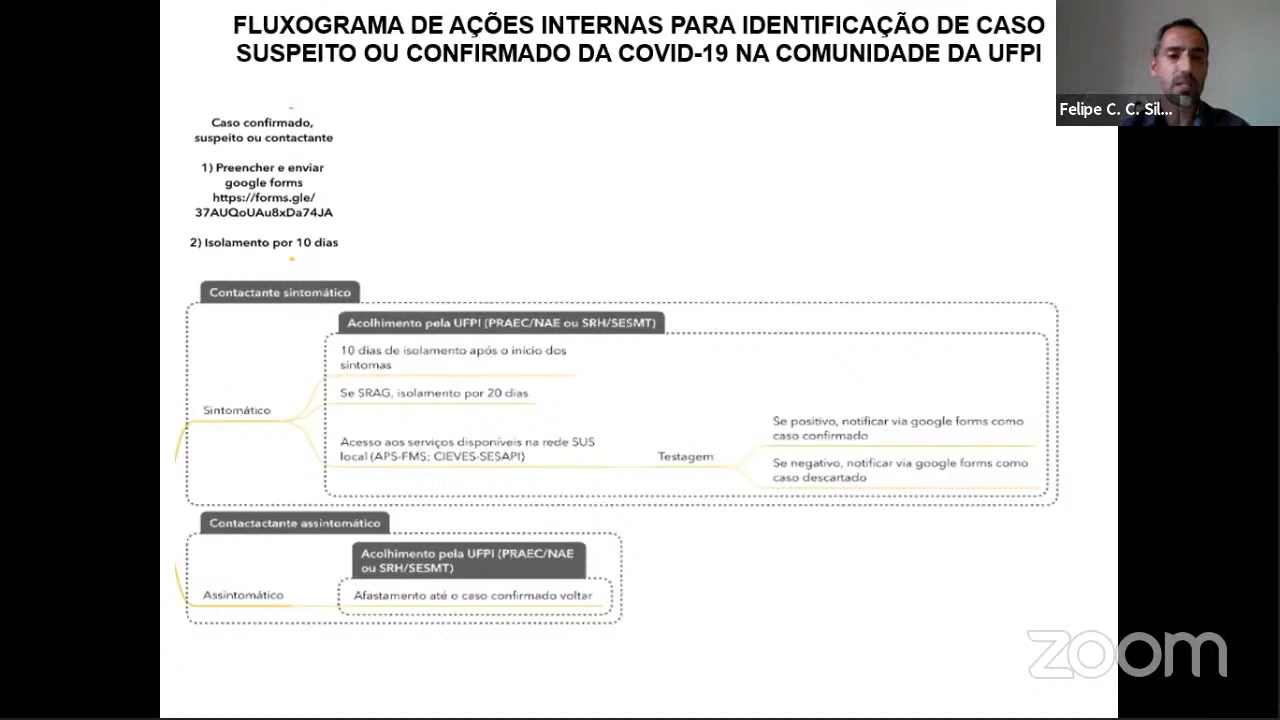 FLUXOGRAMA DE AÇÕES INTERNAS PARA IDENTIFICAÇÃO DE CASO
SUSPEITO OU CONFIRMADO DA COVID-19 NA COMUNIDADE DA UFPI
Felipe C. C. Sil...
Caso confirmado,
suspeito ou contactante
1) Preencher e enviar
google forms
https://forms.gle/
37AUQoUAu8xDa74JA
2) Isolamento por 10 dias
Contactante sintomático
Acolhimento pela UFPI (PRAEC/NAE ou SRH/SESMT)
10 dias de isolamento após o início dos
sintomas
Se SRAG, isolamento por 20 dias
Sintomático
Acesso aos serviços disponíveis na rede SUS
local (APS-FMS; CIEVES-SESAPI)
Testagem
Se positivo, notificar via google forms como
caso confirmado
Se negativo, notificar via google forms como
caso descartado
Contactactante assintomático
Acolhimento pela UFPI (PRAEC/NAE
ou SRH/SESMT)
Assintomático
Afastamento até o caso confirmado voltar
zoom